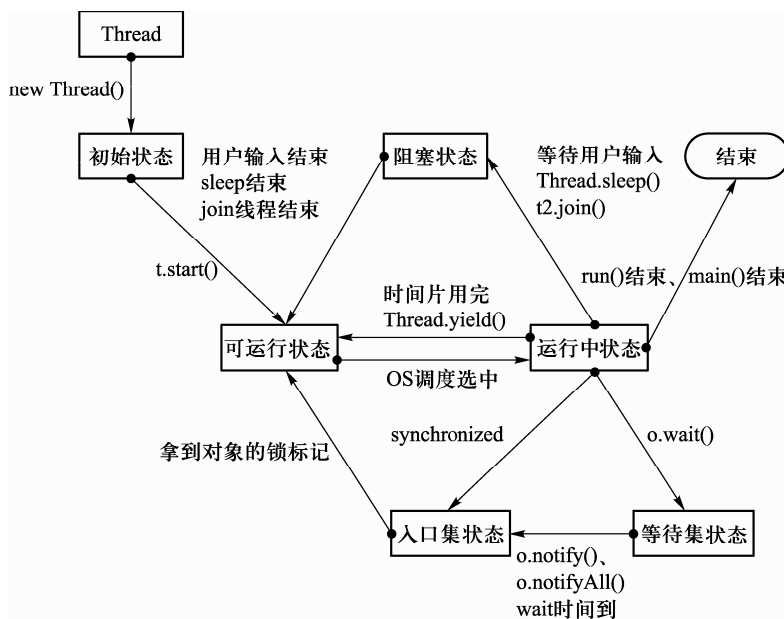 Thread
new Thread()
初始状态
用户输入结束
sleep结束
join线程结束
阻塞状态
等待用户输入
Thread.sleep()
t2.join()
结束
t.start()
run()结束、main()结束
时间片用完
Thread.yield()
可运行状态
运行中状态
OS调度选中
拿到对象的锁标记
synchronized
o.wait()
入口集状态
等待集状态
o.notify()、
o.notifyAll()
wait时间到